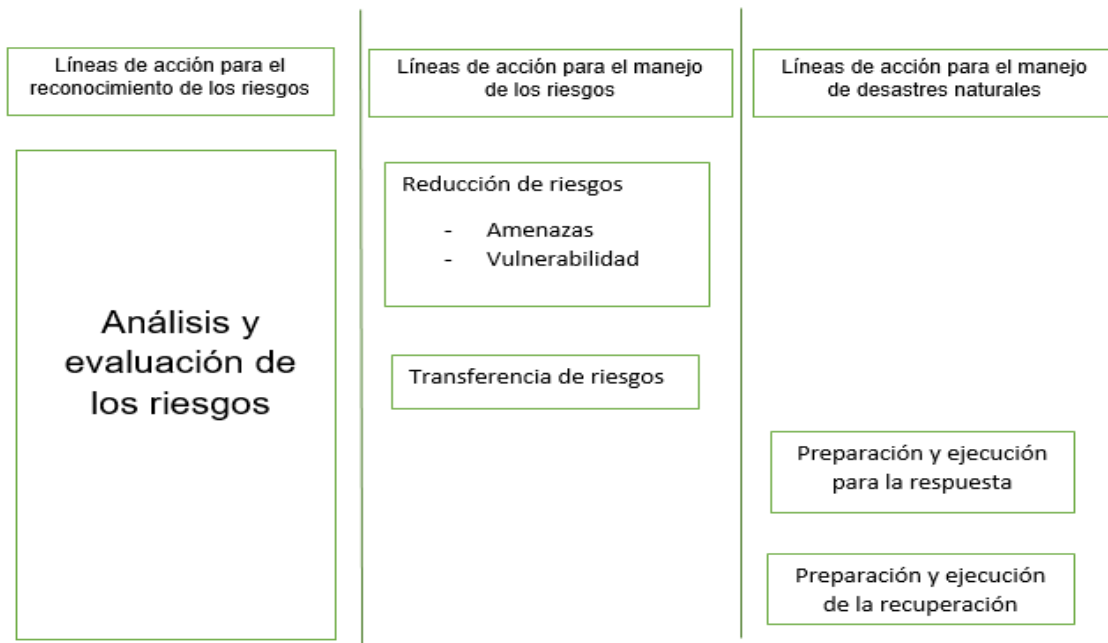 Líneas de acción para el
reconocimiento de los riesgos
Análisis y
evaluación de
los riesgos
Líneas de acción para el manejo
de los riesgos
Reducción de riesgos
- Amenazas
- Vulnerabilidad
Transferencia de riesgos
Líneas de acción para el manejo
de desastres naturales
Preparación y ejecución
para la respuesta
Preparación y ejecución
de la recuperación